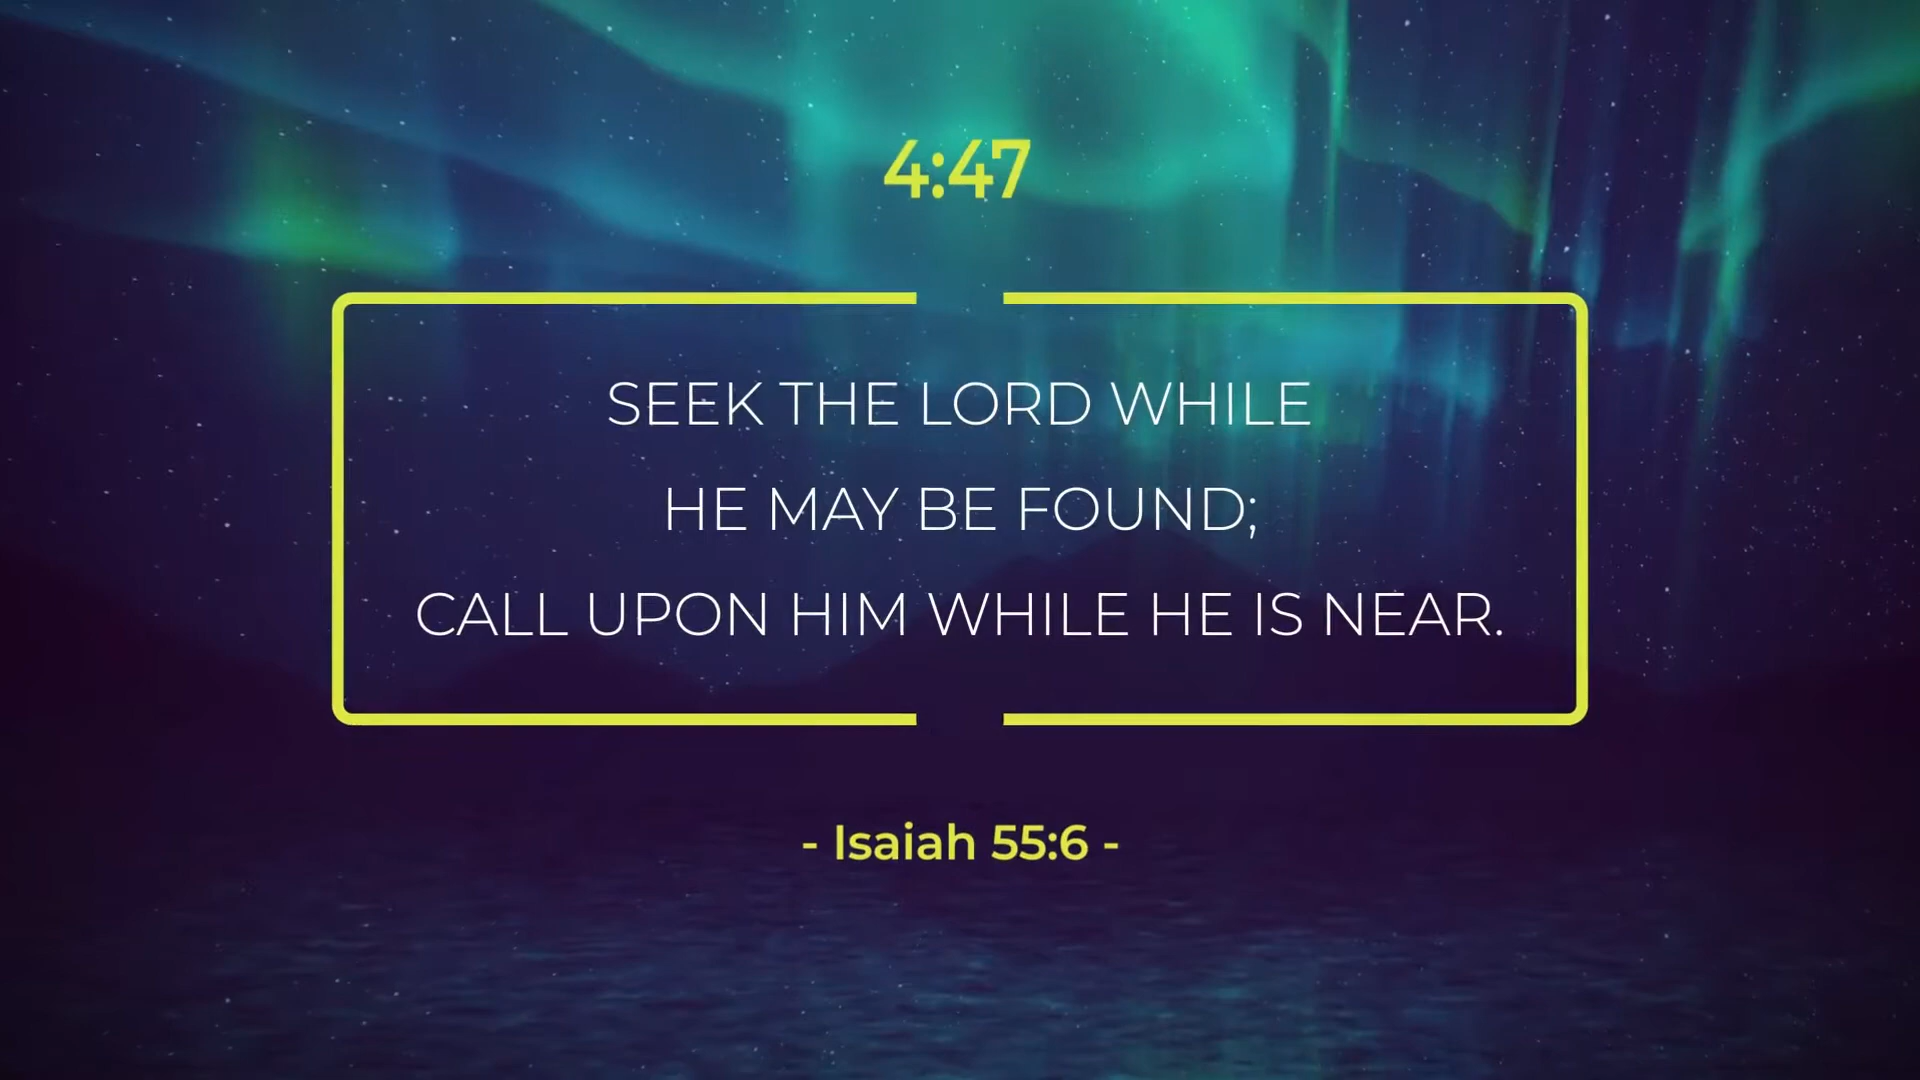 4:47
SEEK THE LORD WHILE
HE MAY BE FOUND;
CALL UPON HIM WHILE HE IS NEAR.
- Isaiah 55:6 -